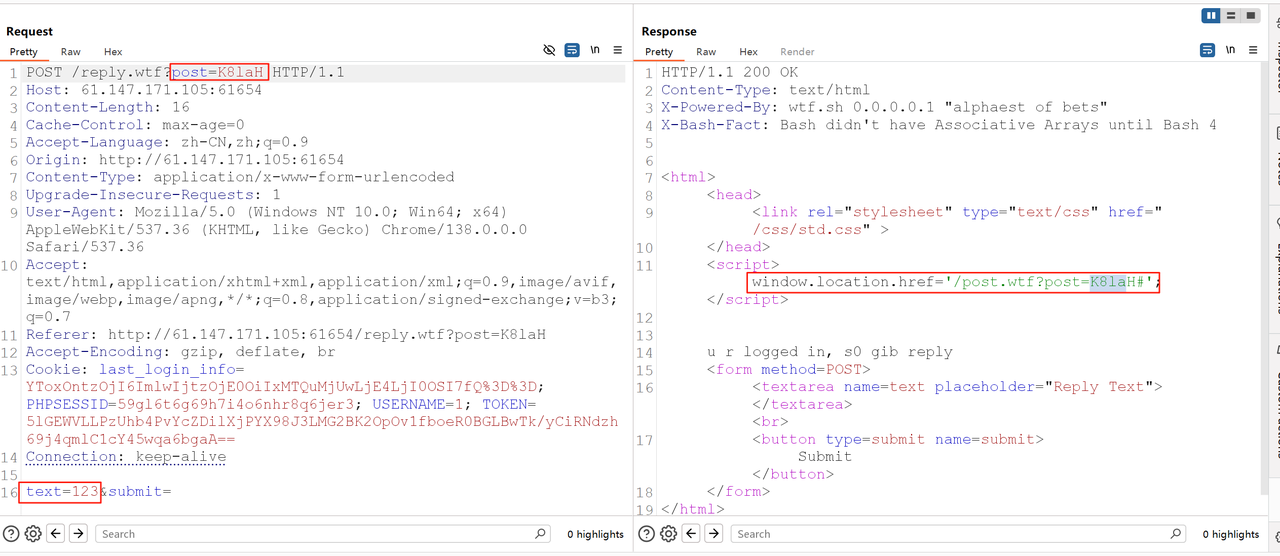 Request
Pretty Raw Hex
\n
1 POST /reply.wtf?post=K8laH HTTP/1.1
2 Host: 61.147.171.105:61654
3 Content-Length: 16
4 Cache-Control: max-age=0
5 Accept-Language: zh-CN,zh;q=0.9
6 Origin: http://61.147.171.105:61654
7 Content-Type: application/x-www-form-urlencoded
8 Upgrade-Insecure-Requests: 1
9 User-Agent: Mozilla/5.0 (Windows NT 10.0; Win64; x64)
AppleWebKit/537.36 (KHTML, like Gecko) Chrome/138.0.0.0
Safari/537.36
10 Accept:
text/html,application/xhtml+xml,application/xml;q=0.9,image/avif,
image/webp,image/apng,*/*;q=0.8,application/signed-exchange;v=b3;
q=0.7
11 Referer: http://61.147.171.105:61654/reply.wtf?post=K8laH
12 Accept-Encoding: gzip, deflate, br
13 Cookie: last_login_info=
YToxOntzOjI6ImlwIjtzOjE0OiIxMTQuMjUwLjE4LjI0OSI7fQ%3D%3D;
PHPSESSID=59gl6t6g69h7i4o6nhr8q6jer3; USERNAME=1; TOKEN=
5lGEWVLLPzUhb4PvYcZDilXjPYX98J3LMG2BK2OpOv1fboeR0BGLBwTk/yCiRNdzh
69j4qmlC1cY45wqa6bgaA==
14 Connection: keep-alive
15
16 text=123&submit=
Search
0 highlights
Response
Pretty Raw Hex Render
\n
1 HTTP/1.1 200 OK
2 Content-Type: text/html
3 X-Powered-By: wtf.sh 0.0.0.0.1 "alphaest of bets"
4 X-Bash-Fact: Bash didn't have Associative Arrays until Bash 4
5
6
7 <html>
8 <head>
9 <link rel="stylesheet" type="text/css" href="
/css/std.css" >
10 </head>
11 <script>
window.location.href='/post.wtf?post=K8laH#';
</script>
12
13
14 u r logged in, s0 gib reply
15 <form method=POST>
16 <textarea name=text placeholder="Reply Text">
</textarea>
<br>
17 <button type=submit name=submit>
Submit
</button>
18 </form>
19 </html>
Search
0 highlights